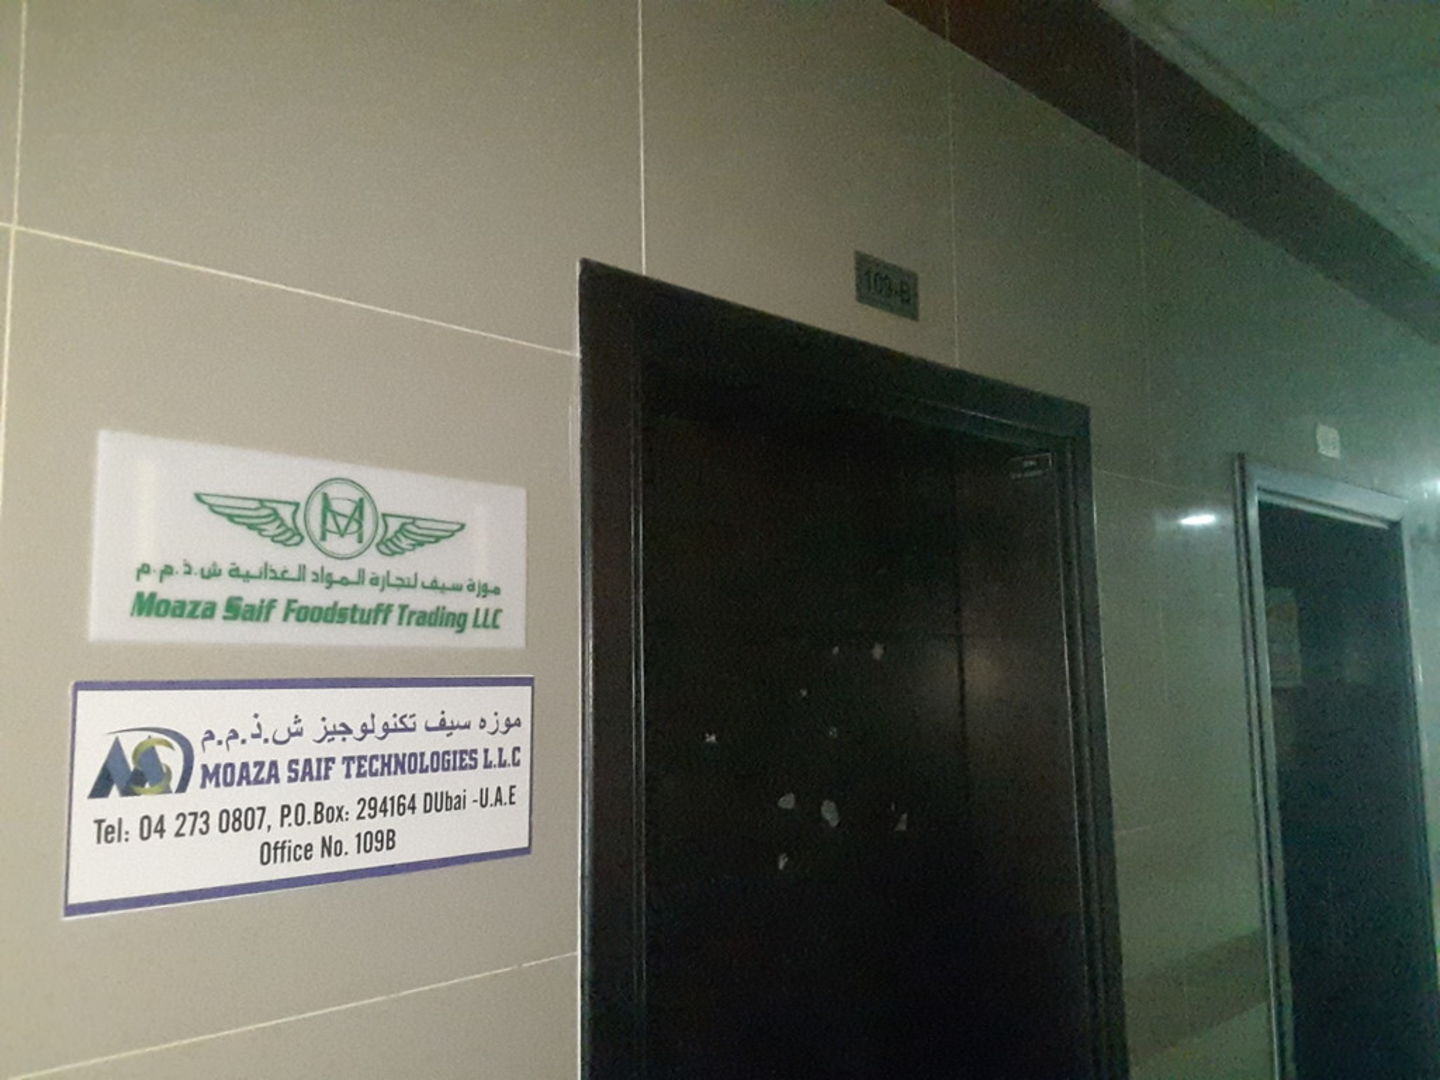 109-B
موزة سيف لتجارة المواد الغذائية ش.ذ.م.م
Moaza Saif Foodstuff Trading LLC
موزه سيف تكنولوجيز ش.ذ.م.م
MOAZA SAIF TECHNOLOGIES L.L.C
Tel: 04 273 0807, P.O.Box: 294164 DUbai -U.A.E
Office No. 109B